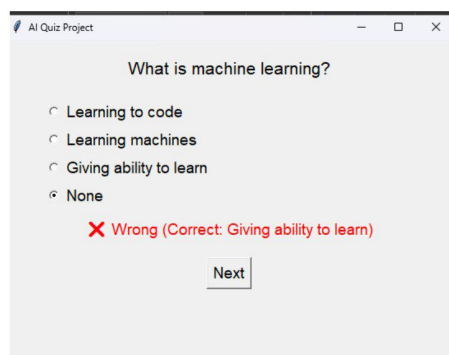 AI Quiz Project
What is machine learning?
Learning to code
Learning machines
Giving ability to learn
None
❌ Wrong (Correct: Giving ability to learn)
Next